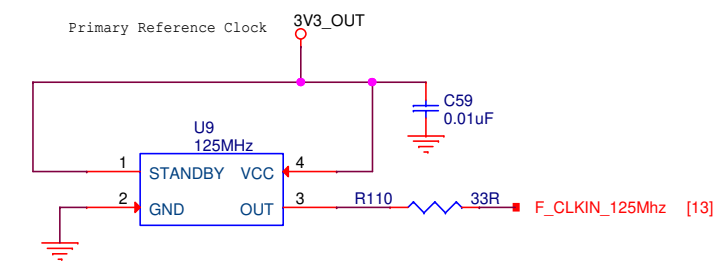 3V3_OUT
Primary Reference Clock
C59
0.01uF
U9
125MHz
1 STANDBY VCC 4
2 GND OUT 3 R110 33R F_CLKIN_125Mhz [13]